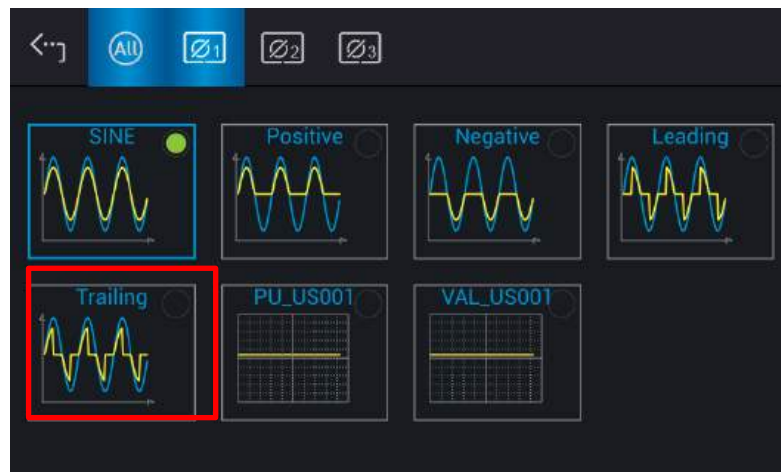 All Ø1 Ø2 Ø3
SINE Positive Negative Leading
Trailing PU_US001 VAL_US001